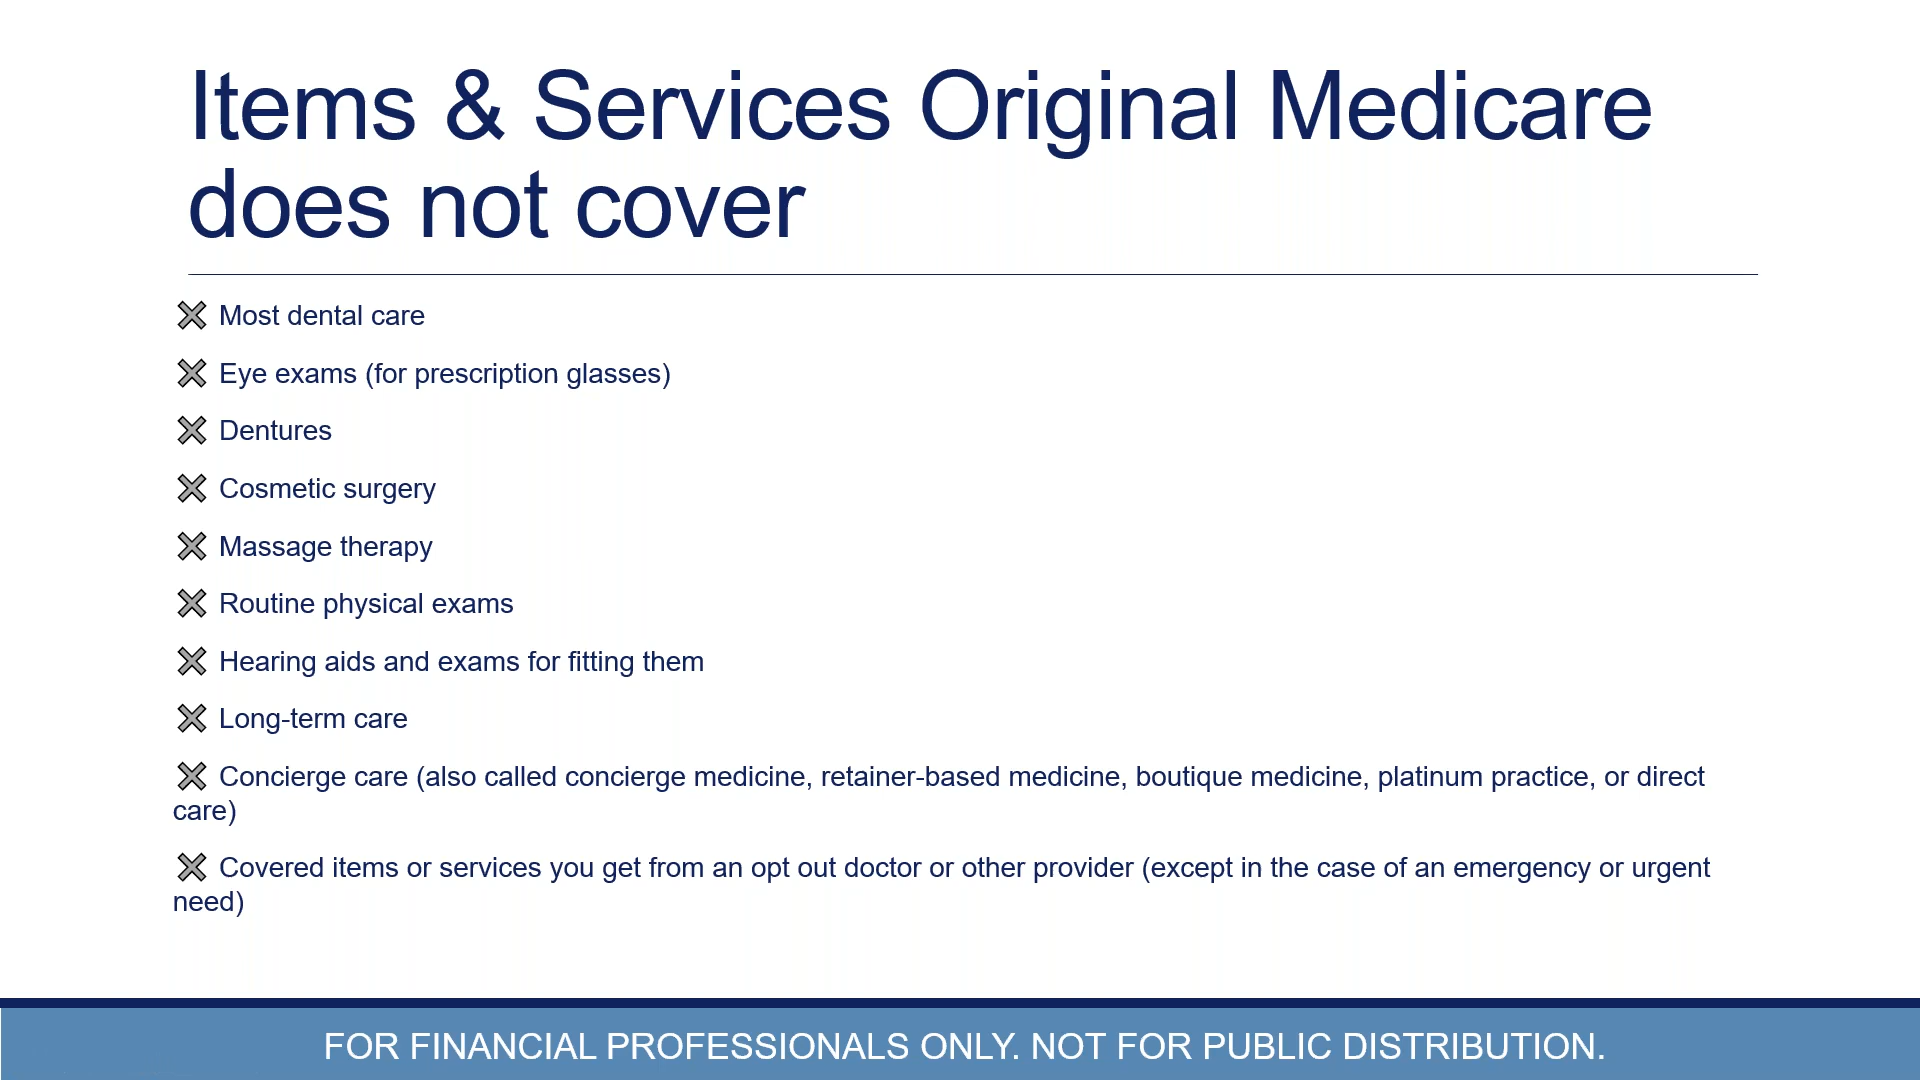 Items & Services Original Medicare
does not cover
Most dental care
Eye exams (for prescription glasses)
Dentures
Cosmetic surgery
Massage therapy
Routine physical exams
Hearing aids and exams for fitting them
Long-term care
Concierge care (also called concierge medicine, retainer-based medicine, boutique medicine, platinum practice, or direct
care)
Covered items or services you get from an opt out doctor or other provider (except in the case of an emergency or urgent
need)
FOR FINANCIAL PROFESSIONALS ONLY. NOT FOR PUBLIC DISTRIBUTION.